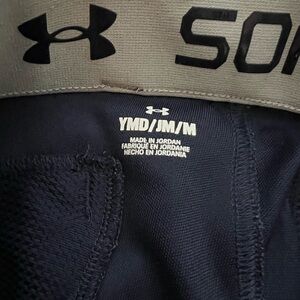 YMD/JM/M
MADE IN JORDAN
FABRIQUÉ EN JORDANIE
HECHO EN JORDANIA